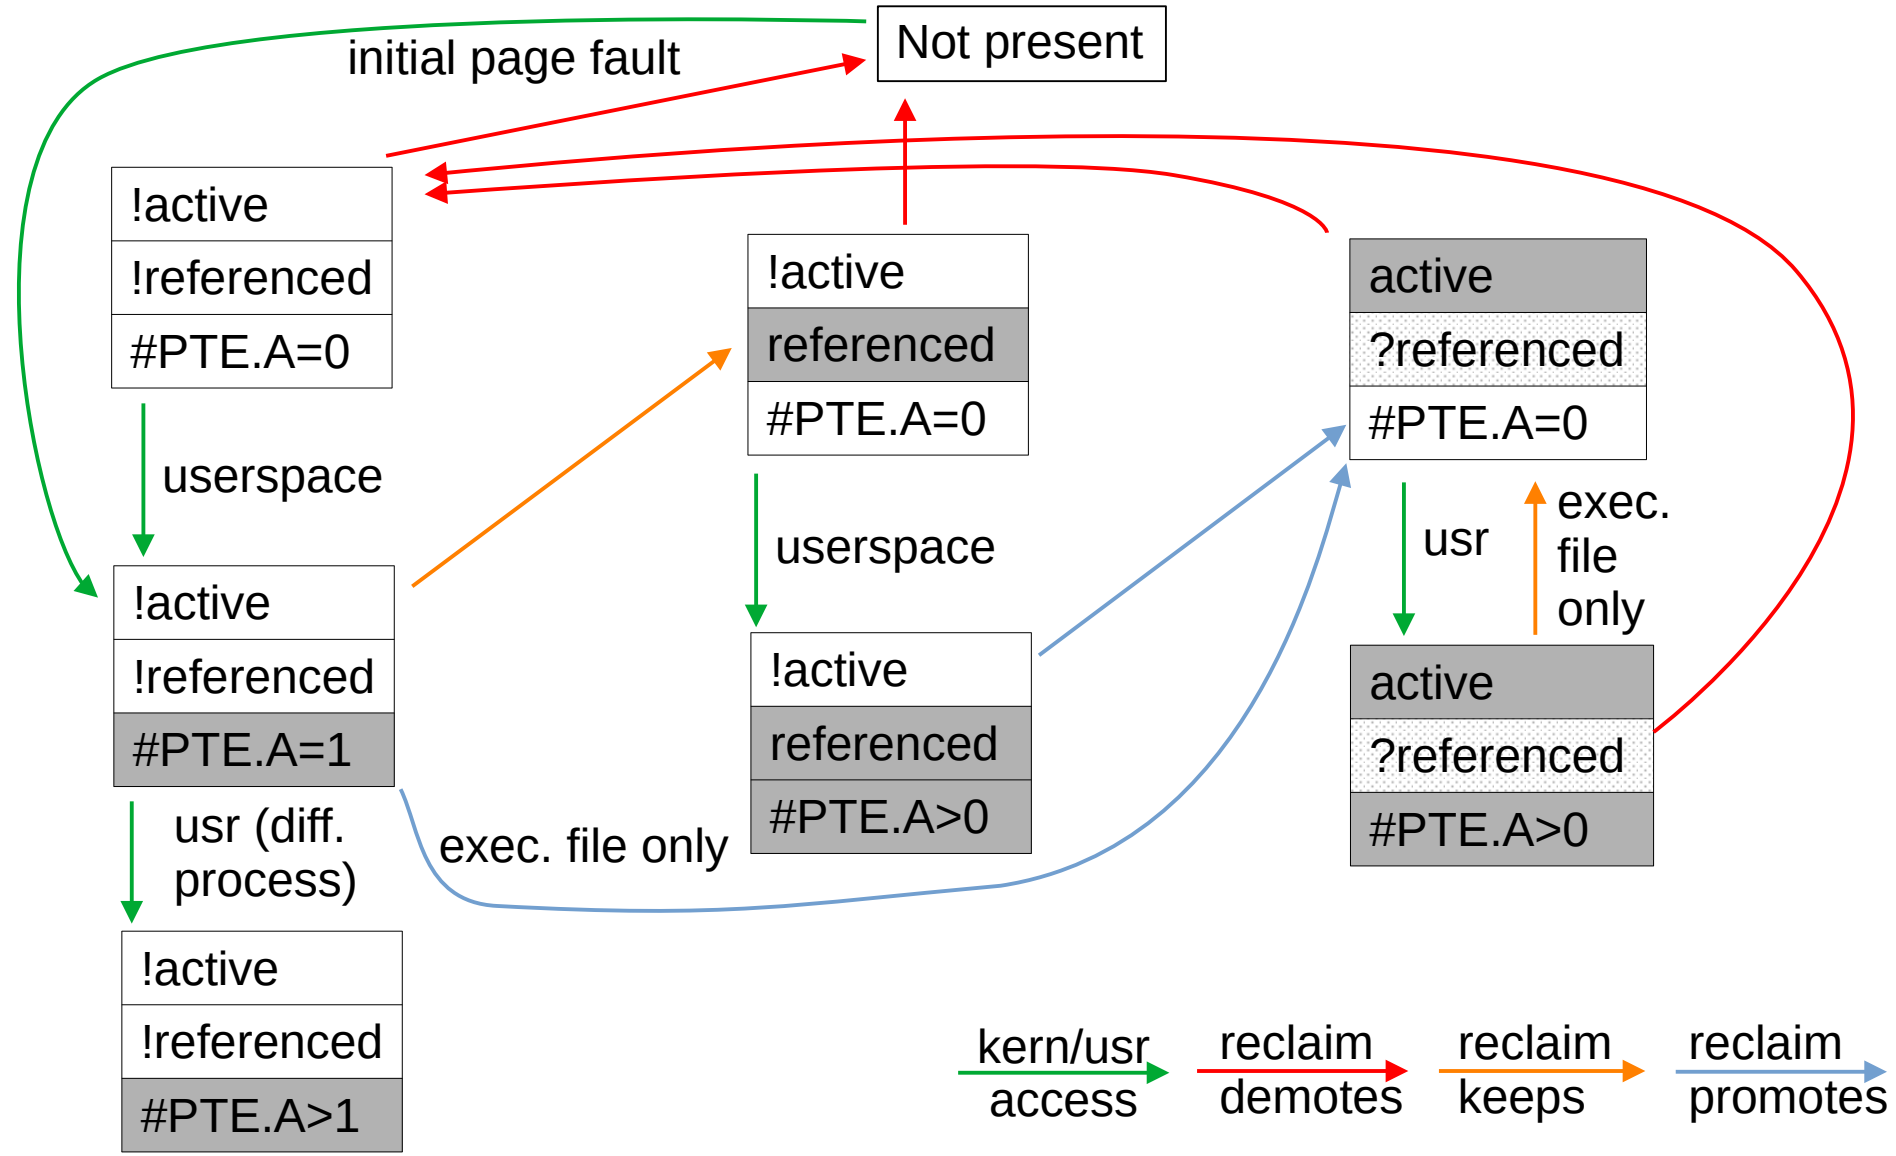 Not present
initial page fault
!active
!referenced
#PTE.A=0
!active
referenced
#PTE.A=0
active
?referenced
#PTE.A=0
userspace
userspace
usr
exec.
file
only
!active
!referenced
#PTE.A=1
!active
referenced
#PTE.A>0
active
?referenced
#PTE.A>0
usr (diff.
process)
exec. file only
!active
!referenced
#PTE.A>1
kern/usr
access
reclaim
demotes
reclaim
keeps
reclaim
promotes